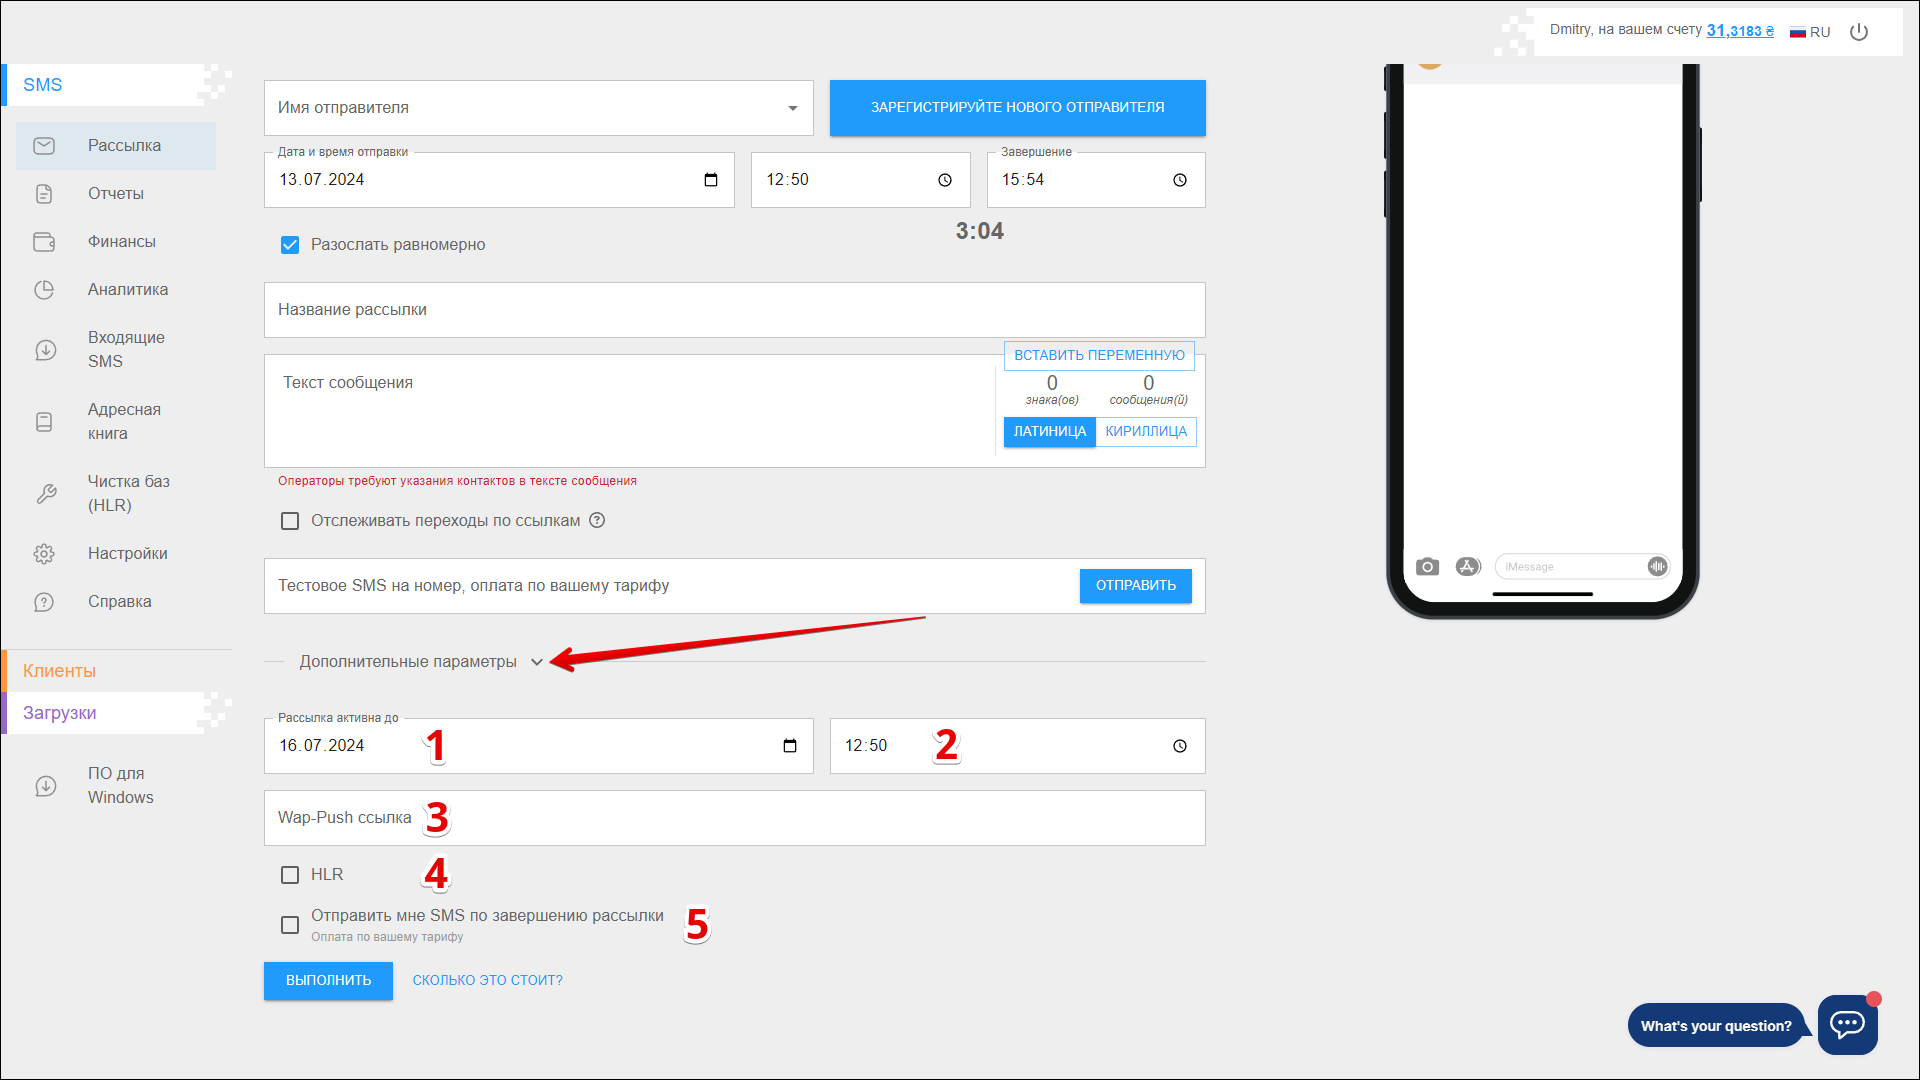 Dmitry, на вашем счету 31,3183 ₴
RU
SMS
Рассылка
Отчеты
Финансы
Аналитика
Входящие
SMS
Адресная
книга
Чистка баз
(HLR)
Настройки
Справка
Клиенты
Загрузки
ПО для
Windows
Имя отправителя
ЗАРЕГИСТРИРУЙТЕ НОВОГО ОТПРАВИТЕЛЯ
Дата и время отправки
13.07.2024
12:50
Завершение
15:54
3:04
Разослать равномерно
Название рассылки
Текст сообщения
ВСТАВИТЬ ПЕРЕМЕННУЮ
0
знака(ов)
0
сообщения(й)
ЛАТИНИЦА
КИРИЛЛИЦА
Операторы требуют указания контактов в тексте сообщения
Отслеживать переходы по ссылкам
Тестовое SMS на номер, оплата по вашему тарифу
ОТПРАВИТЬ
Дополнительные параметры
Рассылка активна до
16.07.2024
1
12:50
2
Wap-Push ссылка
3
HLR
4
Отправить мне SMS по завершению рассылки
Оплата по вашему тарифу
5
ВЫПОЛНИТЬ
СКОЛЬКО ЭТО СТОИТ?
iMessage
What's your question?